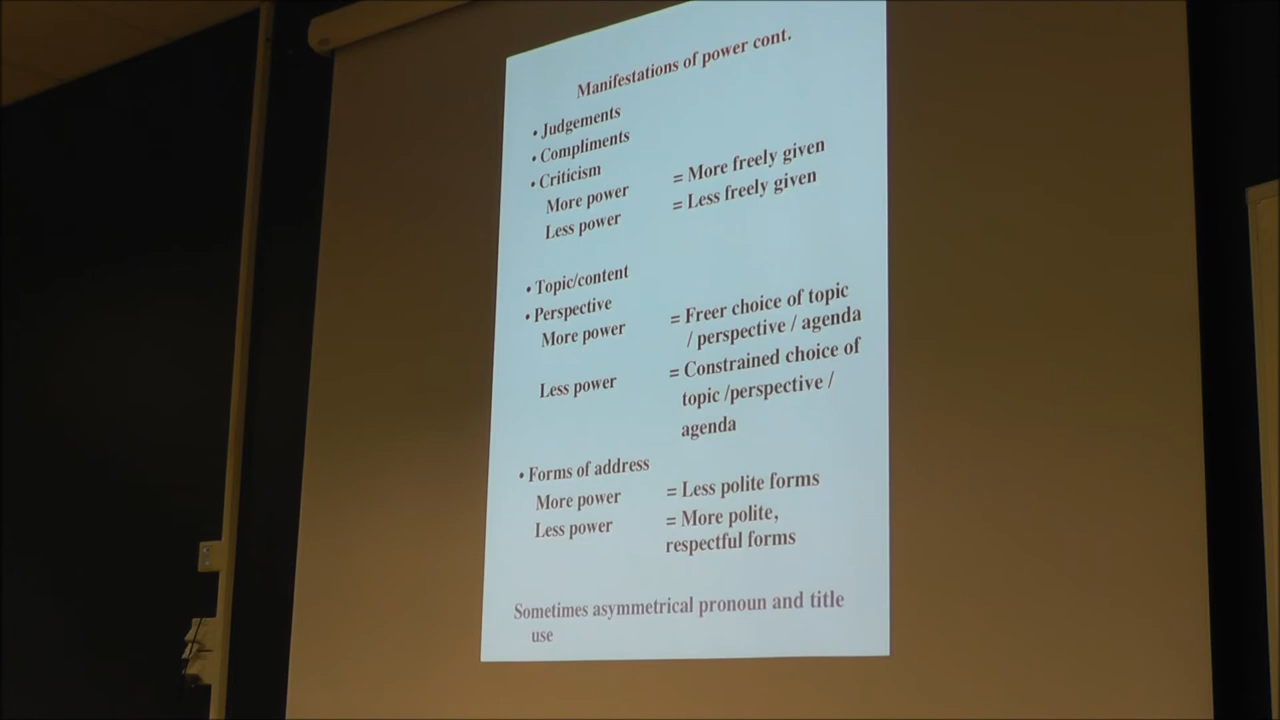 Manifestations of power cont.
• Judgements
• Compliments
• Criticism
More power = More freely given
Less power = Less freely given
• Topic/content
• Perspective
More power = Freer choice of topic
/ perspective / agenda
Less power = Constrained choice of
topic /perspective /
agenda
• Forms of address
More power = Less polite forms
Less power = More polite,
respectful forms
Sometimes asymmetrical pronoun and title
use